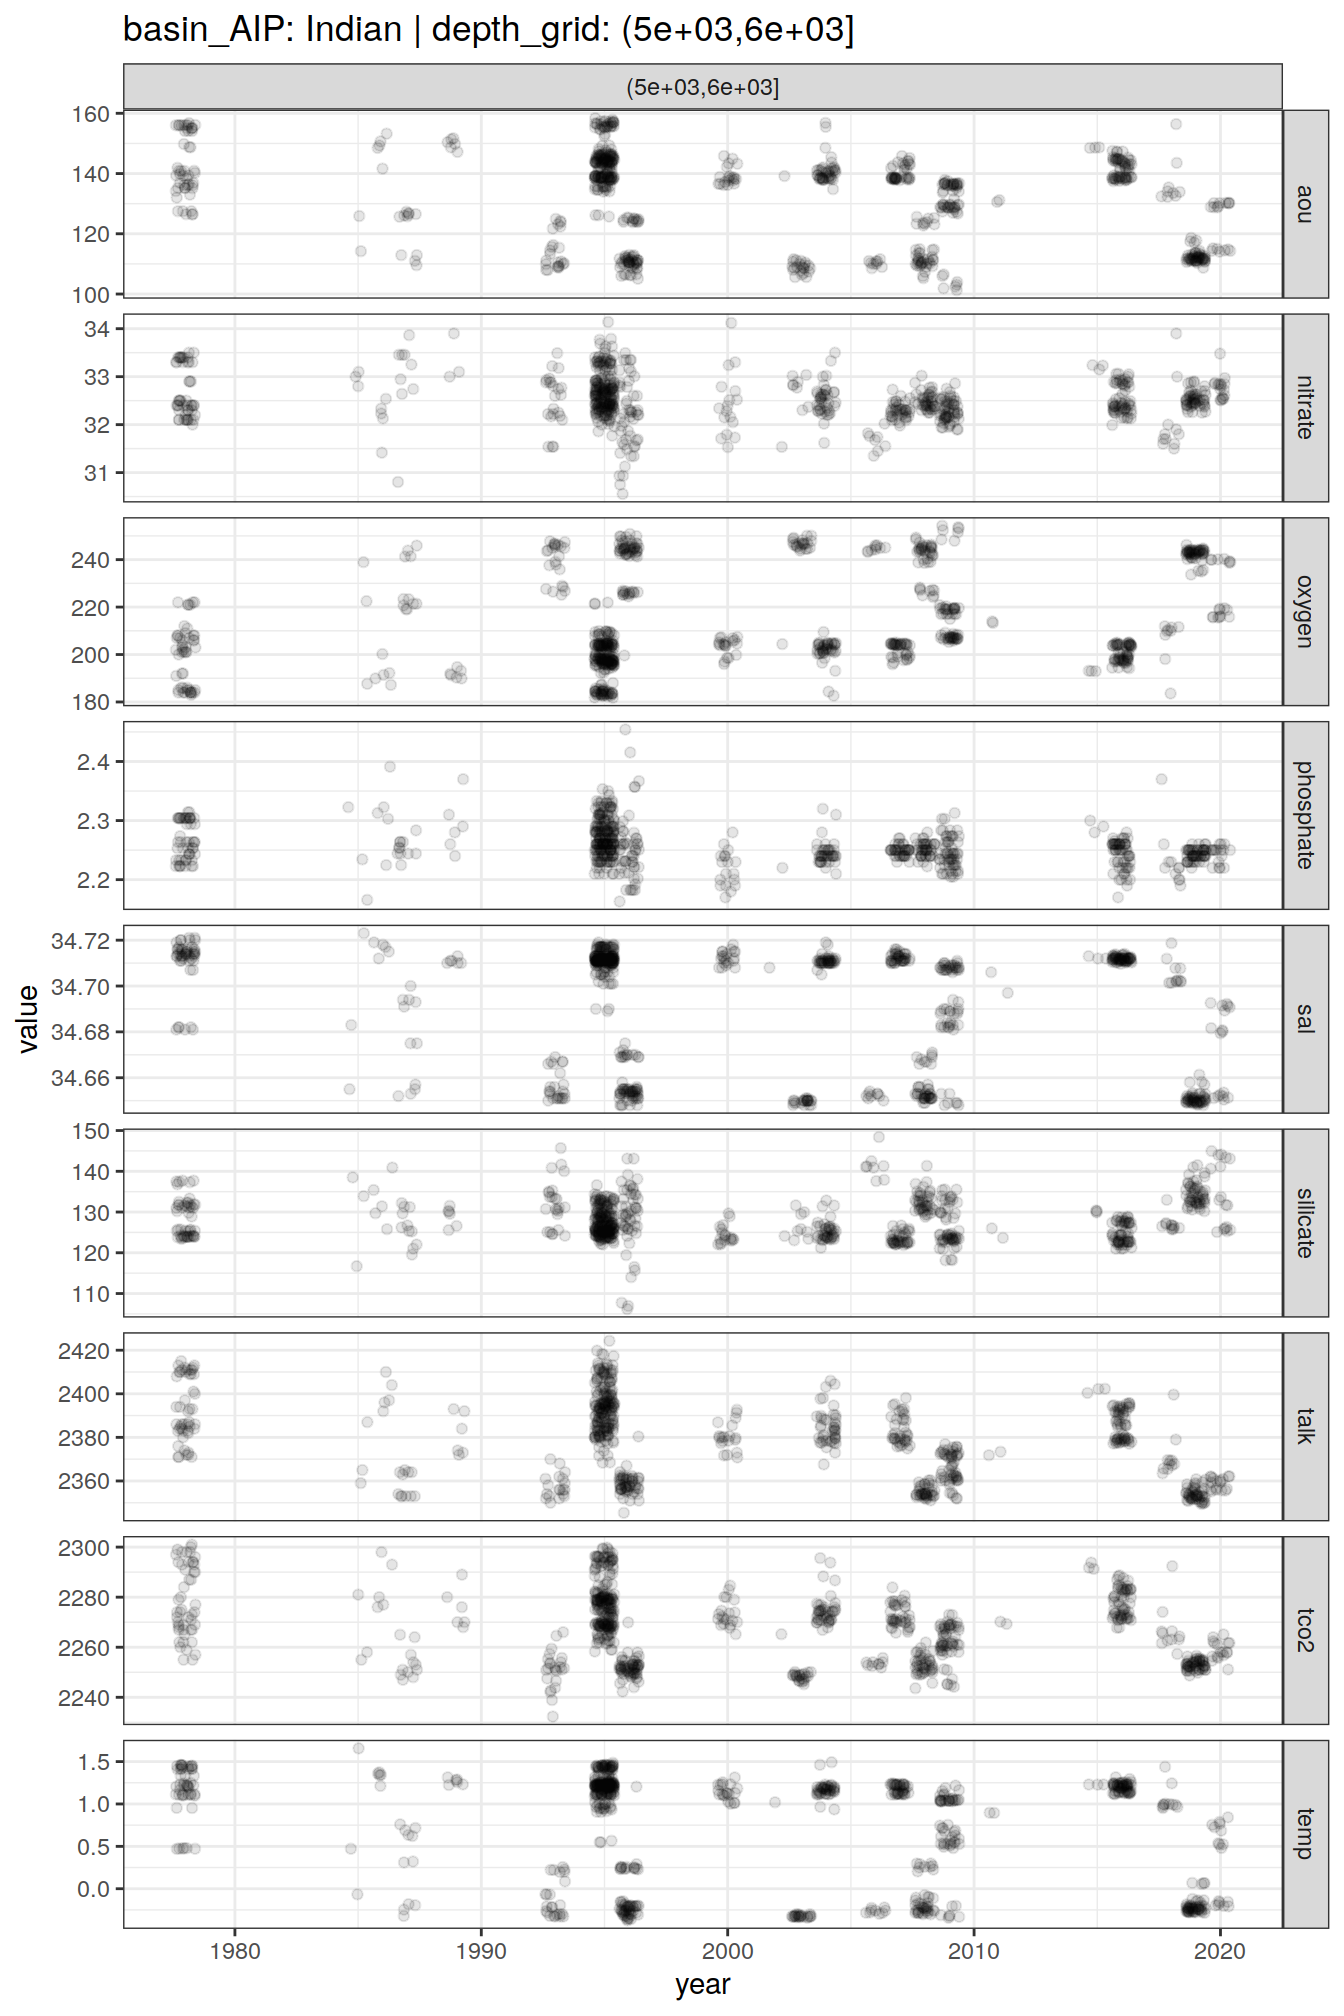 basin_AIP: Indian | depth_grid: (5e+03,6e+03]
(5e+03,6e+03]
160
140
120
100
aou
34
33
32
31
nitrate
240
220
200
180
oxygen
2.4
2.3
2.2
phosphate
34.72
34.70
34.68
34.66
sal
value
150
140
130
120
110
silicate
2420
2400
2380
2360
talk
2300
2280
2260
2240
tco2
1.5
1.0
0.5
0.0
temp
1980 1990 2000 2010 2020
year